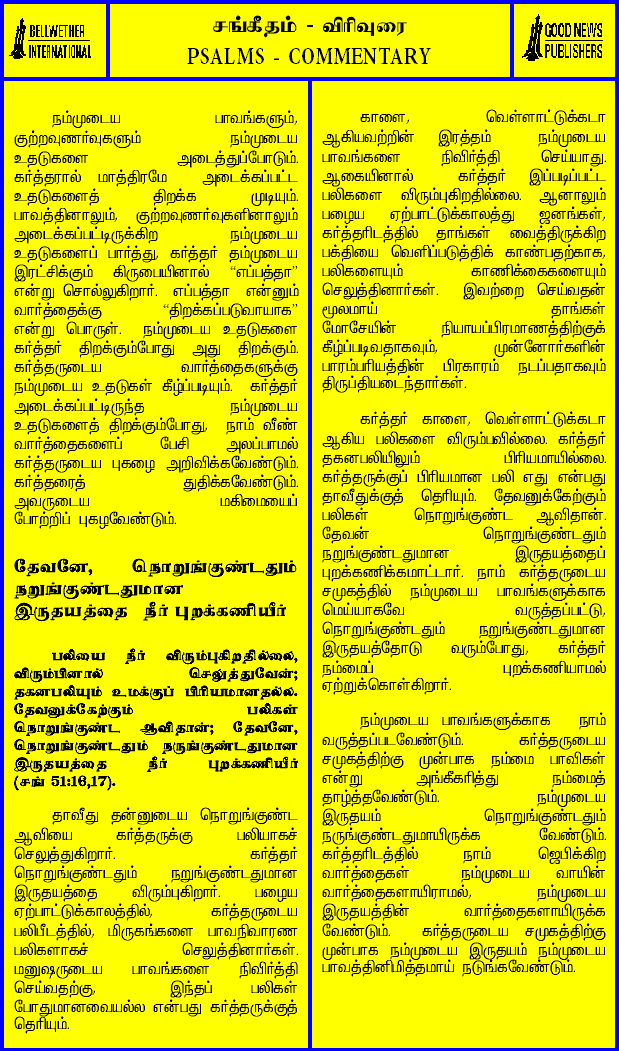 BELLWETHER
INTERNATIONAL
சங்கீதம் - விரிவுரை
PSALMS - COMMENTARY
GOOD NEWS
PUBLISHERS
நம்முடைய பாவங்களும்,
குற்றவுணர்வுகளும் நம்முடைய
உதடுகளை அடைத்துப்போடும்.
கர்த்தரால் மாத்திரமே அடைக்கப்பட்ட
உதடுகளைத் திறக்க முடியும்.
பாவத்தினாலும், குற்றவுணர்வுகளினாலும்
அடைக்கப்பட்டிருக்கிற நம்முடைய
உதடுகளைப் பார்த்து, கர்த்தர் தம்முடைய
இரட்சிக்கும் கிருபையினால் “எப்பத்தா”
என்று சொல்லுகிறார். எப்பத்தா என்னும்
வார்த்தைக்கு “திறக்கப்படுவாயாக”
என்று பொருள். நம்முடைய உதடுகளை
கர்த்தர் திறக்கும்போது அது திறக்கும்.
கர்த்தருடைய வார்த்தைகளுக்கு
நம்முடைய உதடுகள் கீழ்ப்படியும். கர்த்தர்
அடைக்கப்பட்டிருந்த நம்முடைய
உதடுகளைத் திறக்கும்போது, நாம் வீண்
வார்த்தைகளைப் பேசி அலப்பாமல்
கர்த்தருடைய புகழை அறிவிக்கவேண்டும்.
கர்த்தரைத் துதிக்கவேண்டும்.
அவருடைய மகிமையைப்
போற்றிப் புகழவேண்டும்.
தேவனே, நொறுங்குண்டதும்
நறுங்குண்டதுமான
இருதயத்தை நீர் புறக்கணியீர்
பலியை நீர் விரும்புகிறதில்லை,
விரும்பினால் செலுத்துவேன்;
தகனபலியும் உமக்குப் பிரியமானதல்ல.
தேவனுக்கேற்கும் பலிகள்
நொறுங்குண்ட ஆவிதான்; தேவனே,
நொறுங்குண்டதும் நருங்குண்டதுமான
இருதயத்தை நீர் புறக்கணியீர்
(சங் 51:16,17).
தாவீது தன்னுடைய நொறுங்குண்ட
ஆவியை கர்த்தருக்கு பலியாகச்
செலுத்துகிறார். கர்த்தர்
நொறுங்குண்டதும் நறுங்குண்டதுமான
இருதயத்தை விரும்புகிறார். பழைய
ஏற்பாட்டுக்காலத்தில், கர்த்தருடைய
பலிபீடத்தில், மிருகங்களை பாவநிவாரண
பலிகளாகச் செலுத்தினார்கள்.
மனுஷருடைய பாவங்களை நிவிர்த்தி
செய்வதற்கு, இந்தப் பலிகள்
போதுமானவையல்ல என்பது கர்த்தருக்குத்
தெரியும்.
காளை, வெள்ளாட்டுக்கடா
ஆகியவற்றின் இரத்தம் நம்முடைய
பாவங்களை நிவிர்த்தி செய்யாது.
ஆகையினால் கர்த்தர் இப்படிப்பட்ட
பலிகளை விரும்புகிறதில்லை. ஆனாலும்
பழைய ஏற்பாட்டுக்காலத்து ஜனங்கள்,
கர்த்தரிடத்தில் தாங்கள் வைத்திருக்கிற
பக்தியை வெளிப்படுத்திக் காண்பதற்காக,
பலிகளையும் காணிக்கைகளையும்
செலுத்தினார்கள். இவற்றை செய்வதன்
மூலமாய் தாங்கள்
மோசேயின் நியாயப்பிரமாணத்திற்குக்
கீழ்ப்படிவதாகவும், முன்னோர்களின்
பாரம்பரியத்தின் பிரகாரம் நடப்பதாகவும்
திருப்தியடைந்தார்கள்.
கர்த்தர் காளை, வெள்ளாட்டுக்கடா
ஆகிய பலிகளை விரும்பவில்லை. கர்த்தர்
தகனபலியிலும் பிரியமாயில்லை.
கர்த்தருக்குப் பிரியமான பலி எது என்பது
தாவீதுக்குத் தெரியும். தேவனுக்கேற்கும்
பலிகள் நொறுங்குண்ட ஆவிதான்.
தேவன் நொறுங்குண்டதும்
நறுங்குண்டதுமான இருதயத்தைப்
புறக்கணிக்கமாட்டார். நாம் கர்த்தருடைய
சமுகத்தில் நம்முடைய பாவங்களுக்காக
மெய்யாகவே வருத்தப்பட்டு,
நொறுங்குண்டதும் நறுங்குண்டதுமான
இருதயத்தோடு வரும்போது, கர்த்தர்
நம்மைப் புறக்கணியாமல்
ஏற்றுக்கொள்கிறார்.
நம்முடைய பாவங்களுக்காக நாம்
வருத்தப்படவேண்டும். கர்த்தருடைய
சமுகத்திற்கு முன்பாக நம்மை பாவிகள்
என்று அங்கீகரித்து நம்மைத்
தாழ்த்தவேண்டும். நம்முடைய
இருதயம் நொறுங்குண்டதும்
நருங்குண்டதுமாயிருக்க வேண்டும்.
கர்த்தரிடத்தில் நாம் ஜெபிக்கிற
வார்த்தைகள் நம்முடைய வாயின்
வார்த்தைகளாயிராமல், நம்முடைய
இருதயத்தின் வார்த்தைகளாயிருக்க
வேண்டும். கர்த்தருடைய சமுகத்திற்கு
முன்பாக நம்முடைய இருதயம் நம்முடைய
பாவத்தினிமித்தமாய் நடுங்கவேண்டும்.